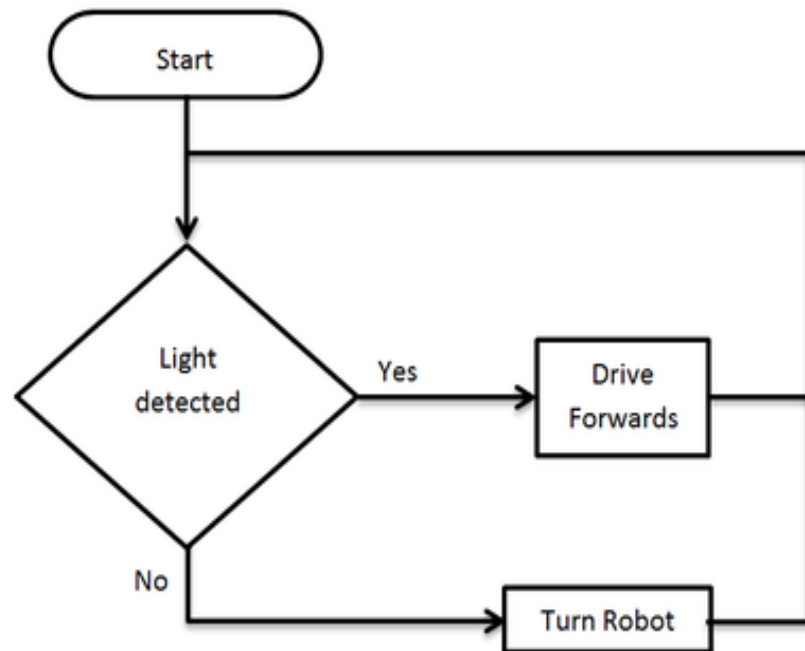 Start
Light
detected
Yes
Drive
Forwards
No
Turn Robot